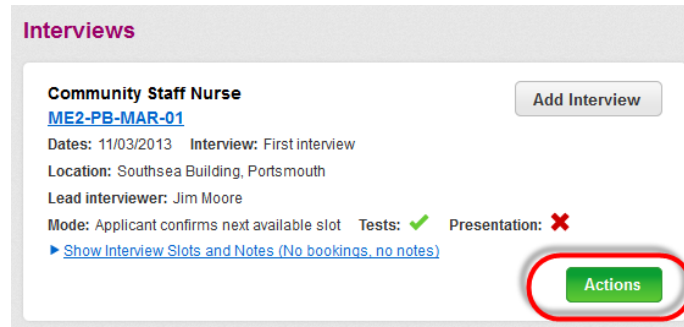 Interviews
Community Staff Nurse
Add Interview
ME2-PB-MAR-01
Dates: 11/03/2013 Interview: First interview
Location: Southsea Building, Portsmouth
Lead interviewer: Jim Moore
Mode: Applicant confirms next available slot Tests: Presentation:
Show Interview Slots and Notes (No bookings, no notes)
Actions